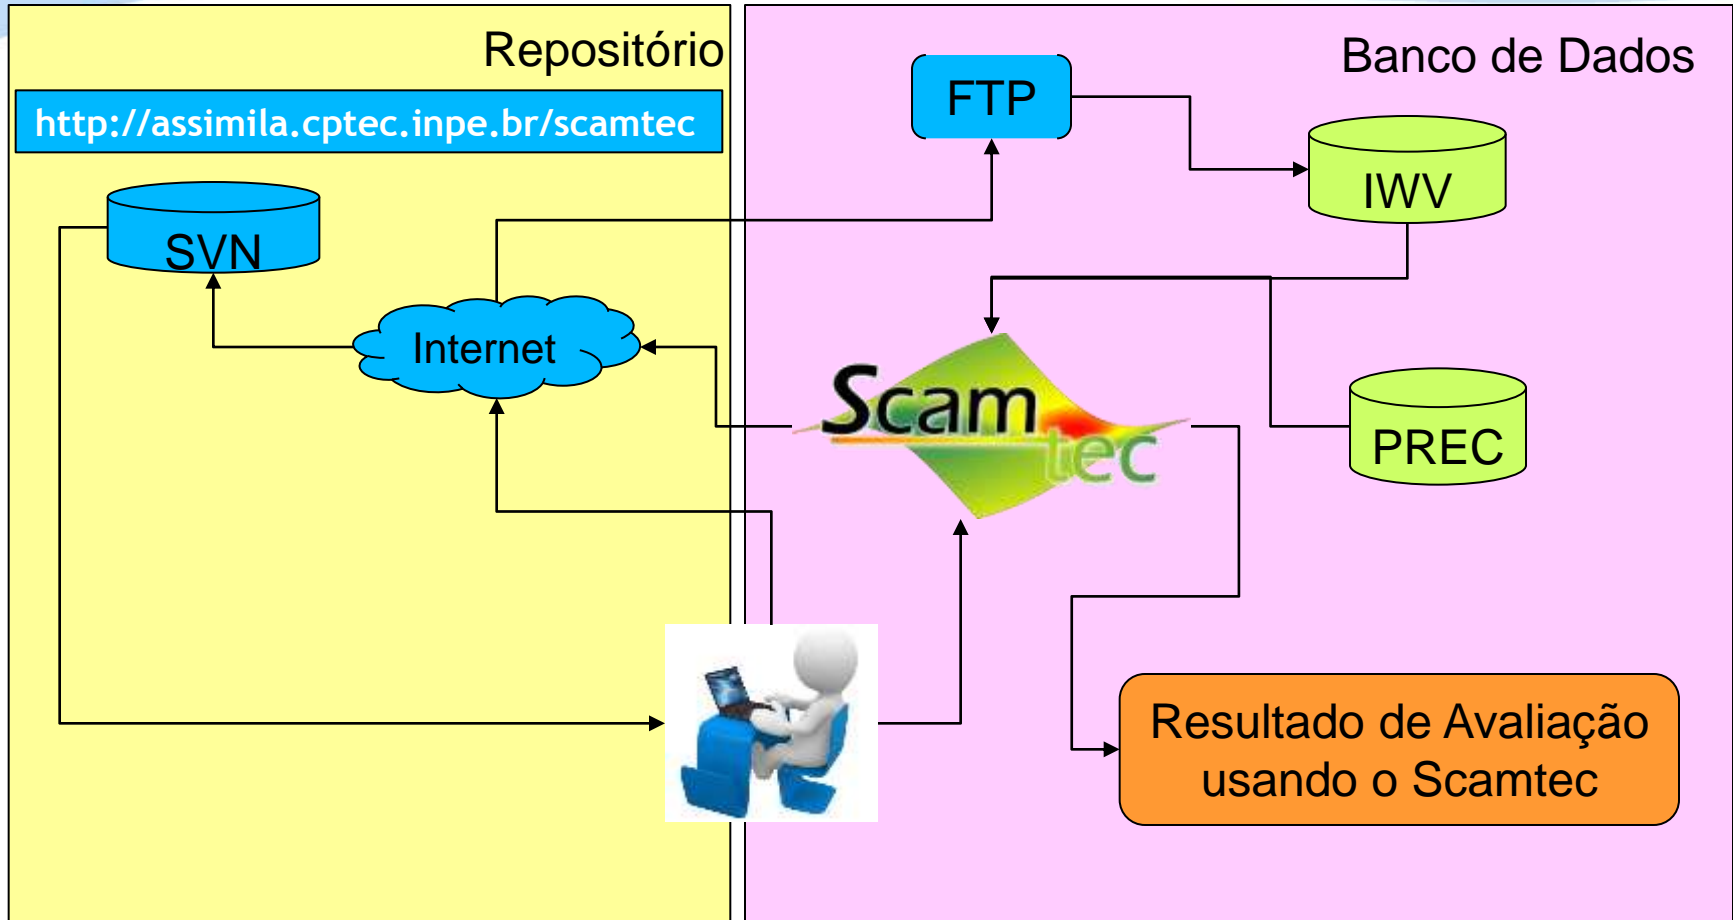 Repositório
http://assimila.cptec.inpe.br/scamtec
SVN
Internet
Banco de Dados
FTP
IWV
Scam
tec
PREC
Resultado de Avaliação
usando o Scamtec